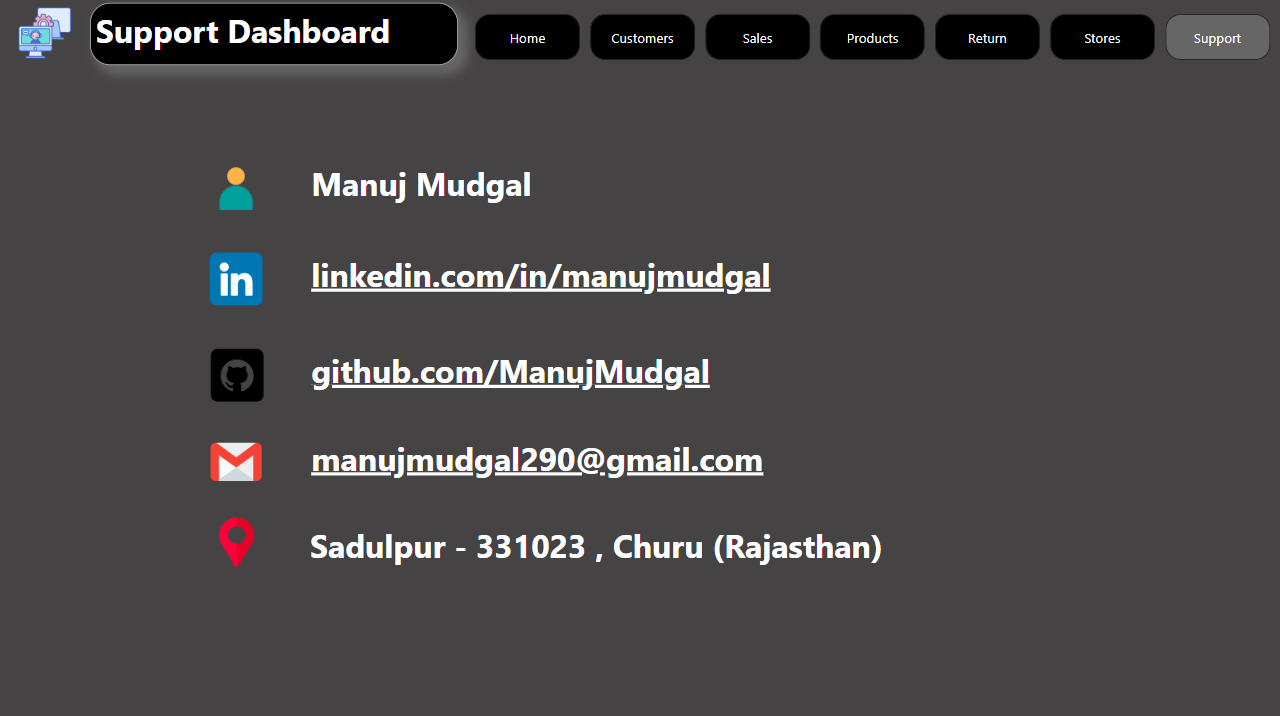 Support Dashboard
Home
Customers
Sales
Products
Return
Stores
Support
Manuj Mudgal
in
linkedin.com/in/manujmudgal
github.com/ManujMudgal
manujmudgal290@gmail.com
Sadulpur - 331023 , Churu (Rajasthan)